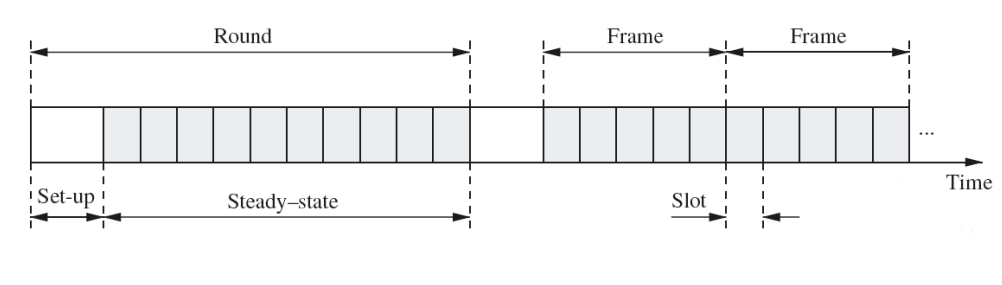 Round
Frame
Frame
...
Time
Set-up
Steady–state
Slot